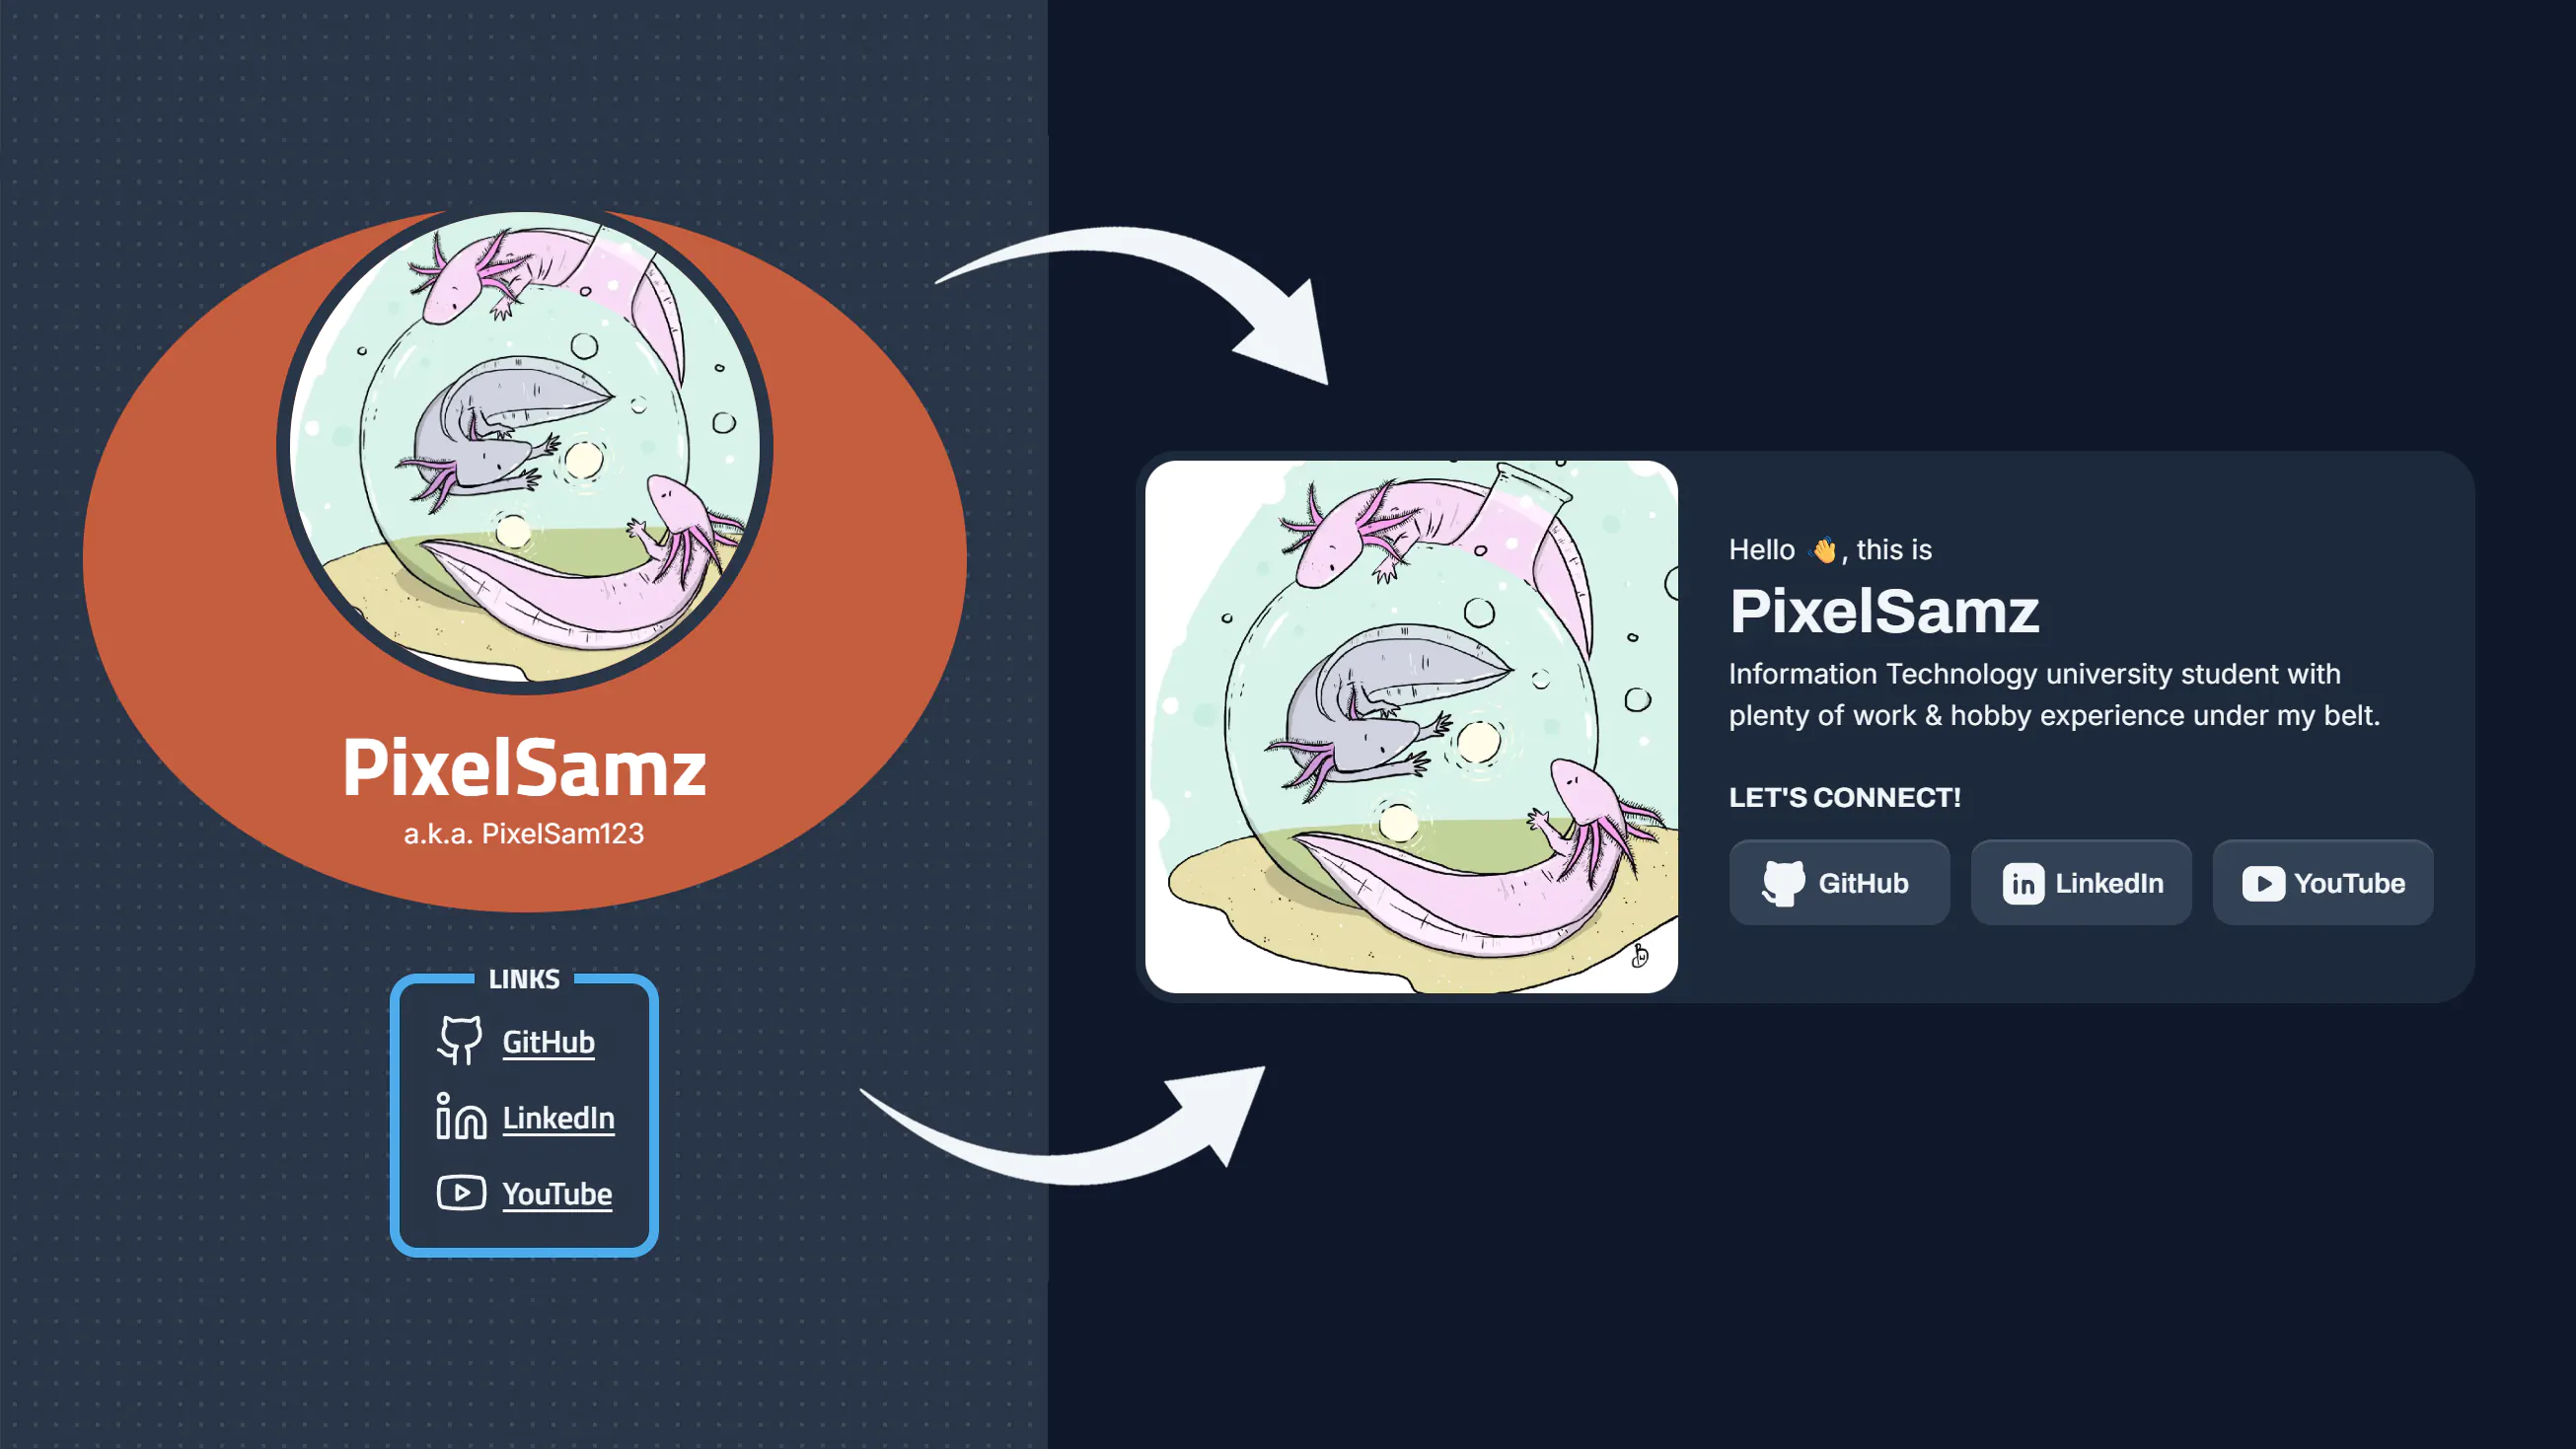 PixelSamz
a.k.a. PixelSam123
LINKS
GitHub
LinkedIn
YouTube
Hello 👋, this is
PixelSamz
Information Technology university student with
plenty of work & hobby experience under my belt.
LET'S CONNECT!
GitHub
LinkedIn
YouTube